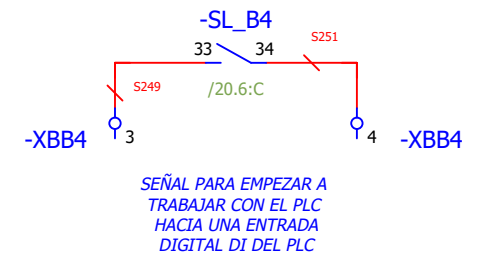 -SL_B4
33 34 S251
S249 /20.6:C
-XBB4 3 4 -XBB4
SEÑAL PARA EMPEZAR A
TRABAJAR CON EL PLC
HACIA UNA ENTRADA
DIGITAL DI DEL PLC